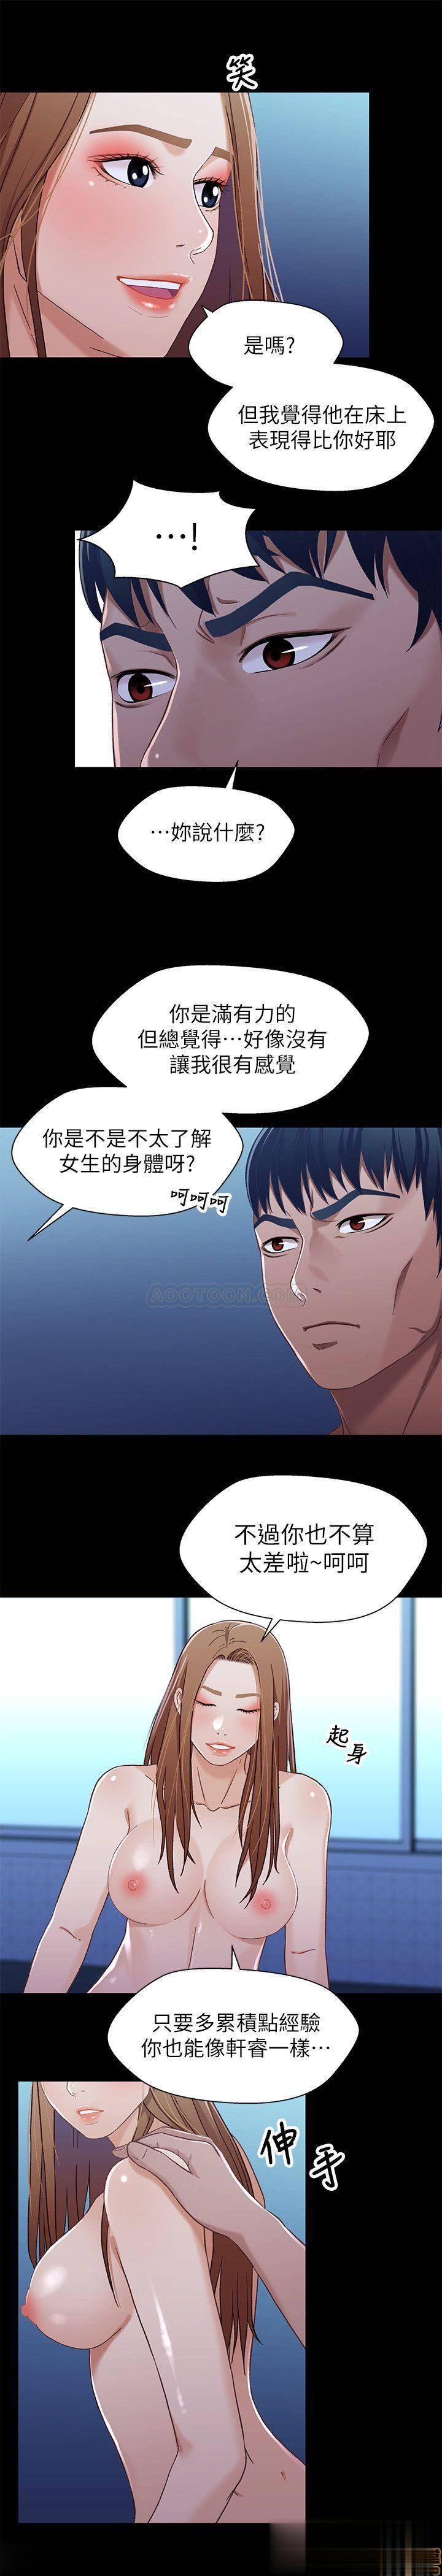 笑
是嗎?
但我覺得他在床上
表現得比你好耶
…!
…妳說什麼?
你是滿有力的
但總覺得…好像沒有
讓我很有感覺
你是不是不太了解
女生的身體呀?
呵呵呵
AOOTOON.COM
不過你也不算
太差啦~呵呵
起身
只要多累積點經驗
你也能像軒睿一樣…
伸手